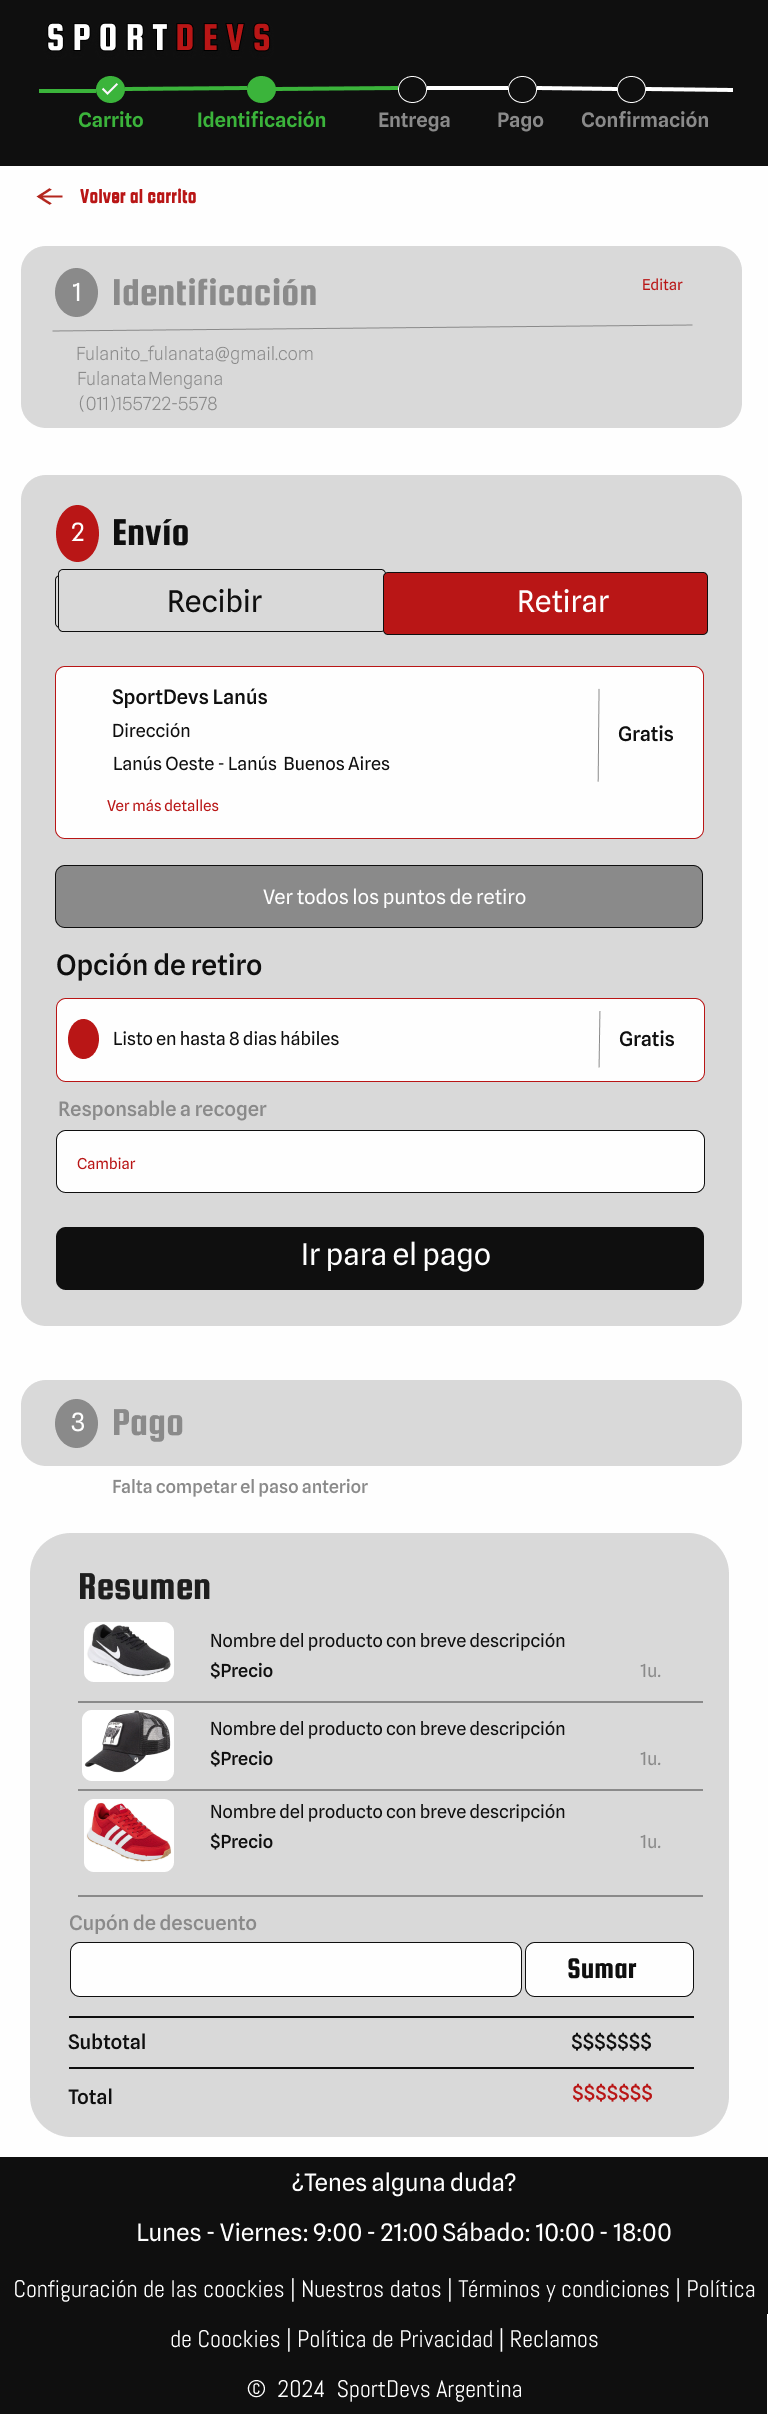 SPORTDEVS
Carrito Identificación Entrega Pago Confirmación
Volver al carrito
1 Identificación Editar
Fulanito_fulanata@gmail.com
Fulanata Mengana
(011)155722-5578
2 Envío
Recibir Retirar
SportDevs Lanús
Dirección
Gratis
Lanús Oeste - Lanús Buenos Aires
Ver más detalles
Ver todos los puntos de retiro
Opción de retiro
Listo en hasta 8 dias hábiles Gratis
Responsable a recoger
Cambiar
Ir para el pago
3 Pago
Falta competar el paso anterior
Resumen
Nombre del producto con breve descripción
$Precio 1u.
Nombre del producto con breve descripción
$Precio 1u.
Nombre del producto con breve descripción
$Precio 1u.
Cupón de descuento
Sumar
Subtotal $$$$$$$
Total $$$$$$$
¿Tenes alguna duda?
Lunes - Viernes: 9:00 - 21:00 Sábado: 10:00 - 18:00
Configuración de las coockies | Nuestros datos | Términos y condiciones | Política
de Coockies | Política de Privacidad | Reclamos
© 2024 SportDevs Argentina